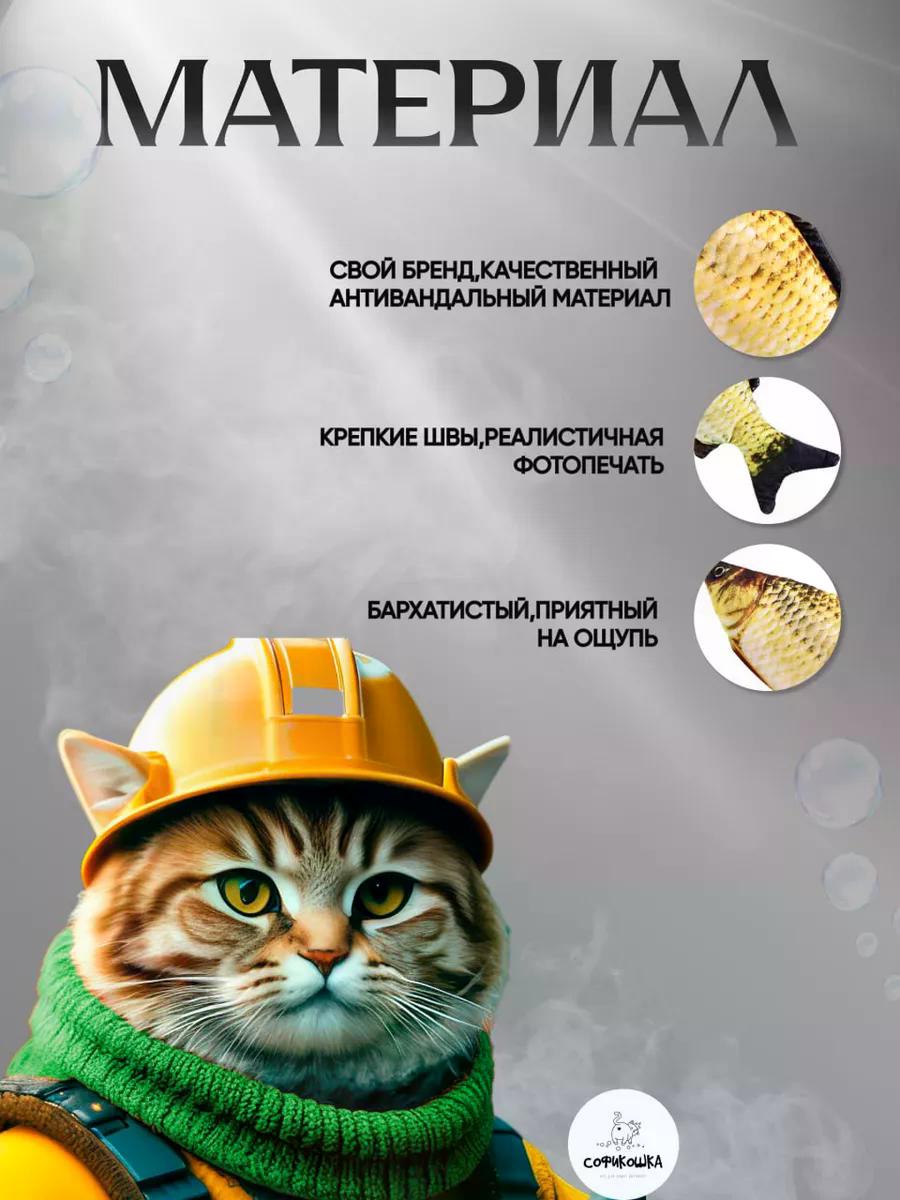 МАТЕРИАЛ
СВОЙ БРЕНД,КАЧЕСТВЕННЫЙ
АНТИВАНДАЛЬНЫЙ МАТЕРИАЛ
КРЕПКИЕ ШВЫ,РЕАЛИСТИЧНАЯ
ФОТОПЕЧАТЬ
БАРХАТИСТЫЙ,ПРИЯТНЫЙ
НА ОЩУПЬ
СОФИКОШКА